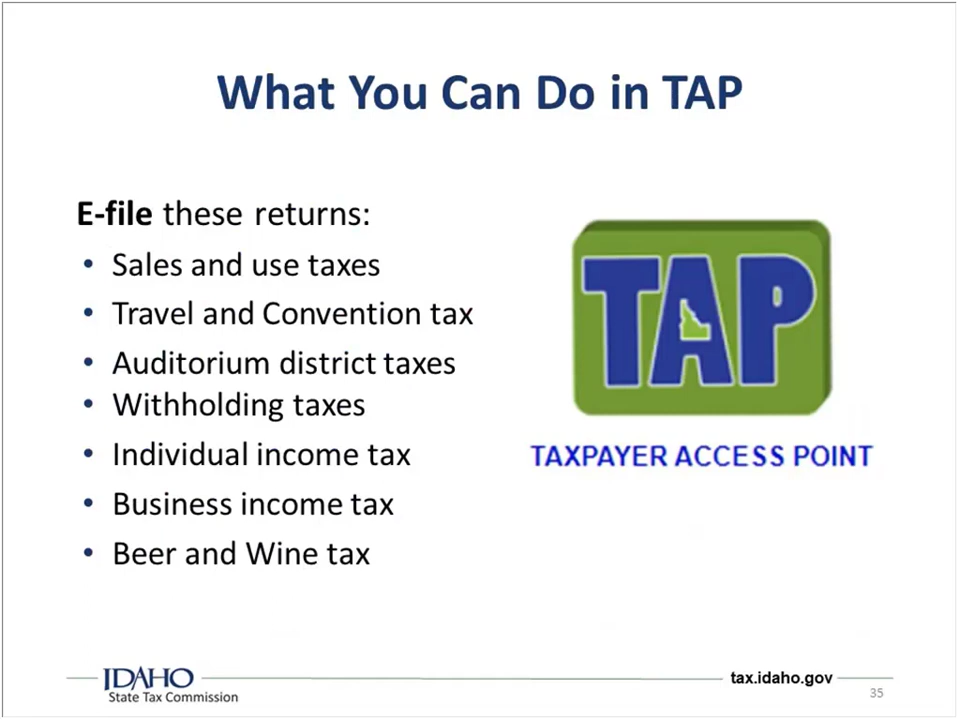 What You Can Do in TAP
E-file these returns:
• Sales and use taxes
• Travel and Convention tax
• Auditorium district taxes
• Withholding taxes
• Individual income tax
• Business income tax
• Beer and Wine tax
TAP
TAXPAYER ACCESS POINT
IDAHO
State Tax Commission
tax.idaho.gov
35